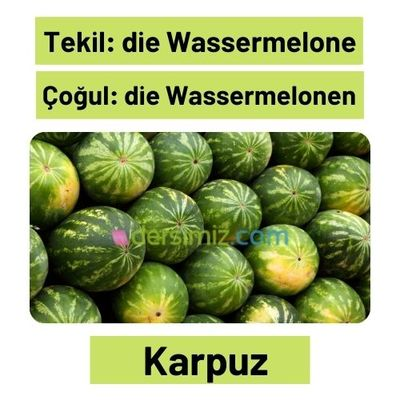 Tekil: die Wassermelone
Çoğul: die Wassermelonen
dersimiz.com
Karpuz